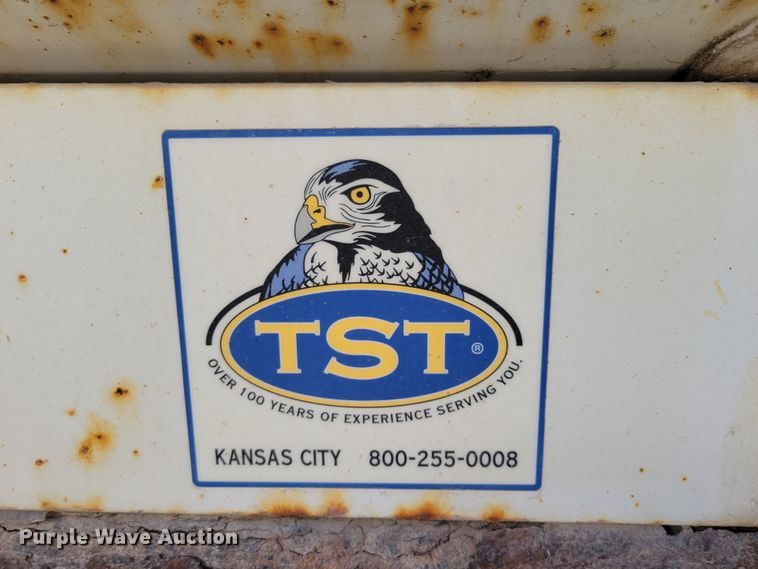 TST®
OVER 100 YEARS OF EXPERIENCE SERVING YOU.
KANSAS CITY 800-255-0008
Purple Wave Auction